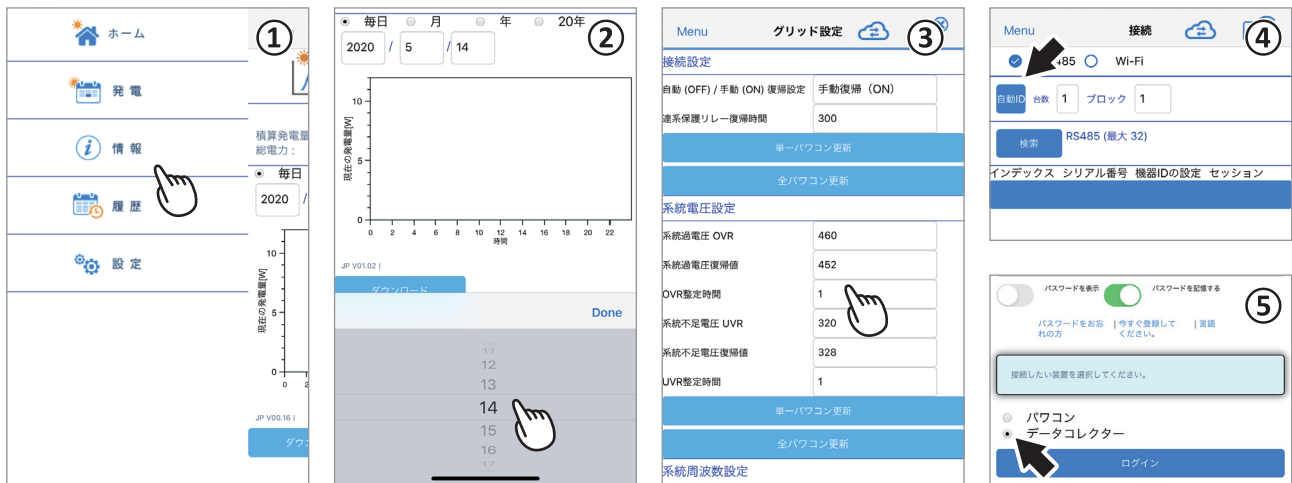 ①
ホーム
発電
情報
履歴
設定
積算発電量
総電力：
毎日
2020 /
現在の発電量[W]
10
5
0
0 2
JP V00.16 |
ダウ
②
毎日 月 年 20年
2020 / 5 / 14
現在の発電量[W]
10
5
0
0 2 4 6 8 10 12 14 16 18 20 22
時間
JP V01.02 |
ダウンロード
Done
11
12
13
14
15
16
17
③
Menu グリッド設定
接続設定
自動 (OFF) / 手動 (ON) 復帰設定 手動復帰（ON）
連系保護リレー復帰時間 300
単一パワコン更新
全パワコン更新
系統電圧設定
系統過電圧 OVR 460
系統過電圧復帰値 452
OVR整定時間 1
系統不足電圧 UVR 320
系統不足電圧復帰値 328
UVR整定時間 1
単一パワコン更新
全パワコン更新
系統周波数設定
④
Menu 接続
485 Wi-Fi
自動ID 台数 1 ブロック 1
検索 RS485 (最大 32)
インデックス シリアル番号 機器IDの設定 セッション
⑤
パスワードを表示 パスワードを記憶する
パスワードをお忘 | 今すぐ登録して | 言語
れの方 ください。
接続したい装置を選択してください。
パワコン
データコレクター
ログイン